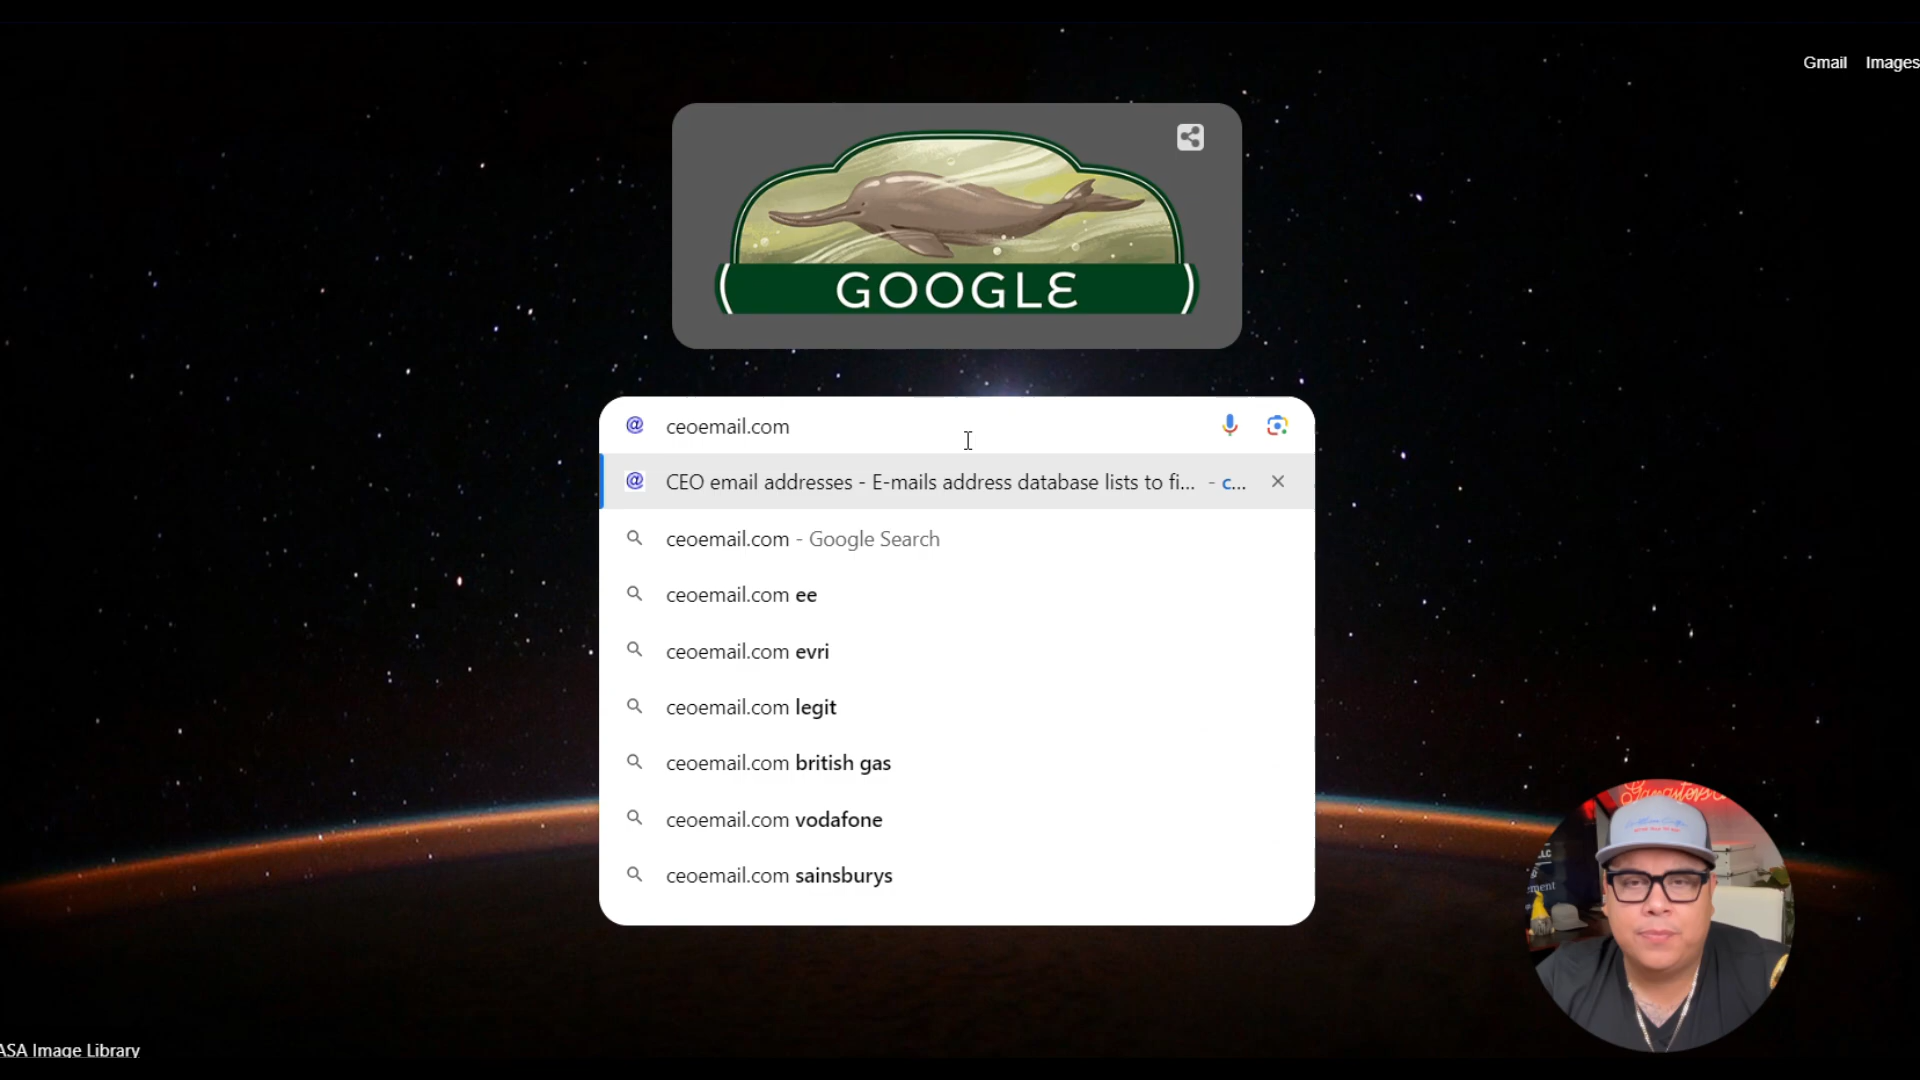 Gmail Images
GOOGLE
@ ceoemail.com
@ CEO email addresses - E-mails address database lists to fi... - c...
ceoemail.com - Google Search
ceoemail.com ee
ceoemail.com evri
ceoemail.com legit
ceoemail.com british gas
ceoemail.com vodafone
ceoemail.com sainsburys
LLC
ement
ASA Image Library